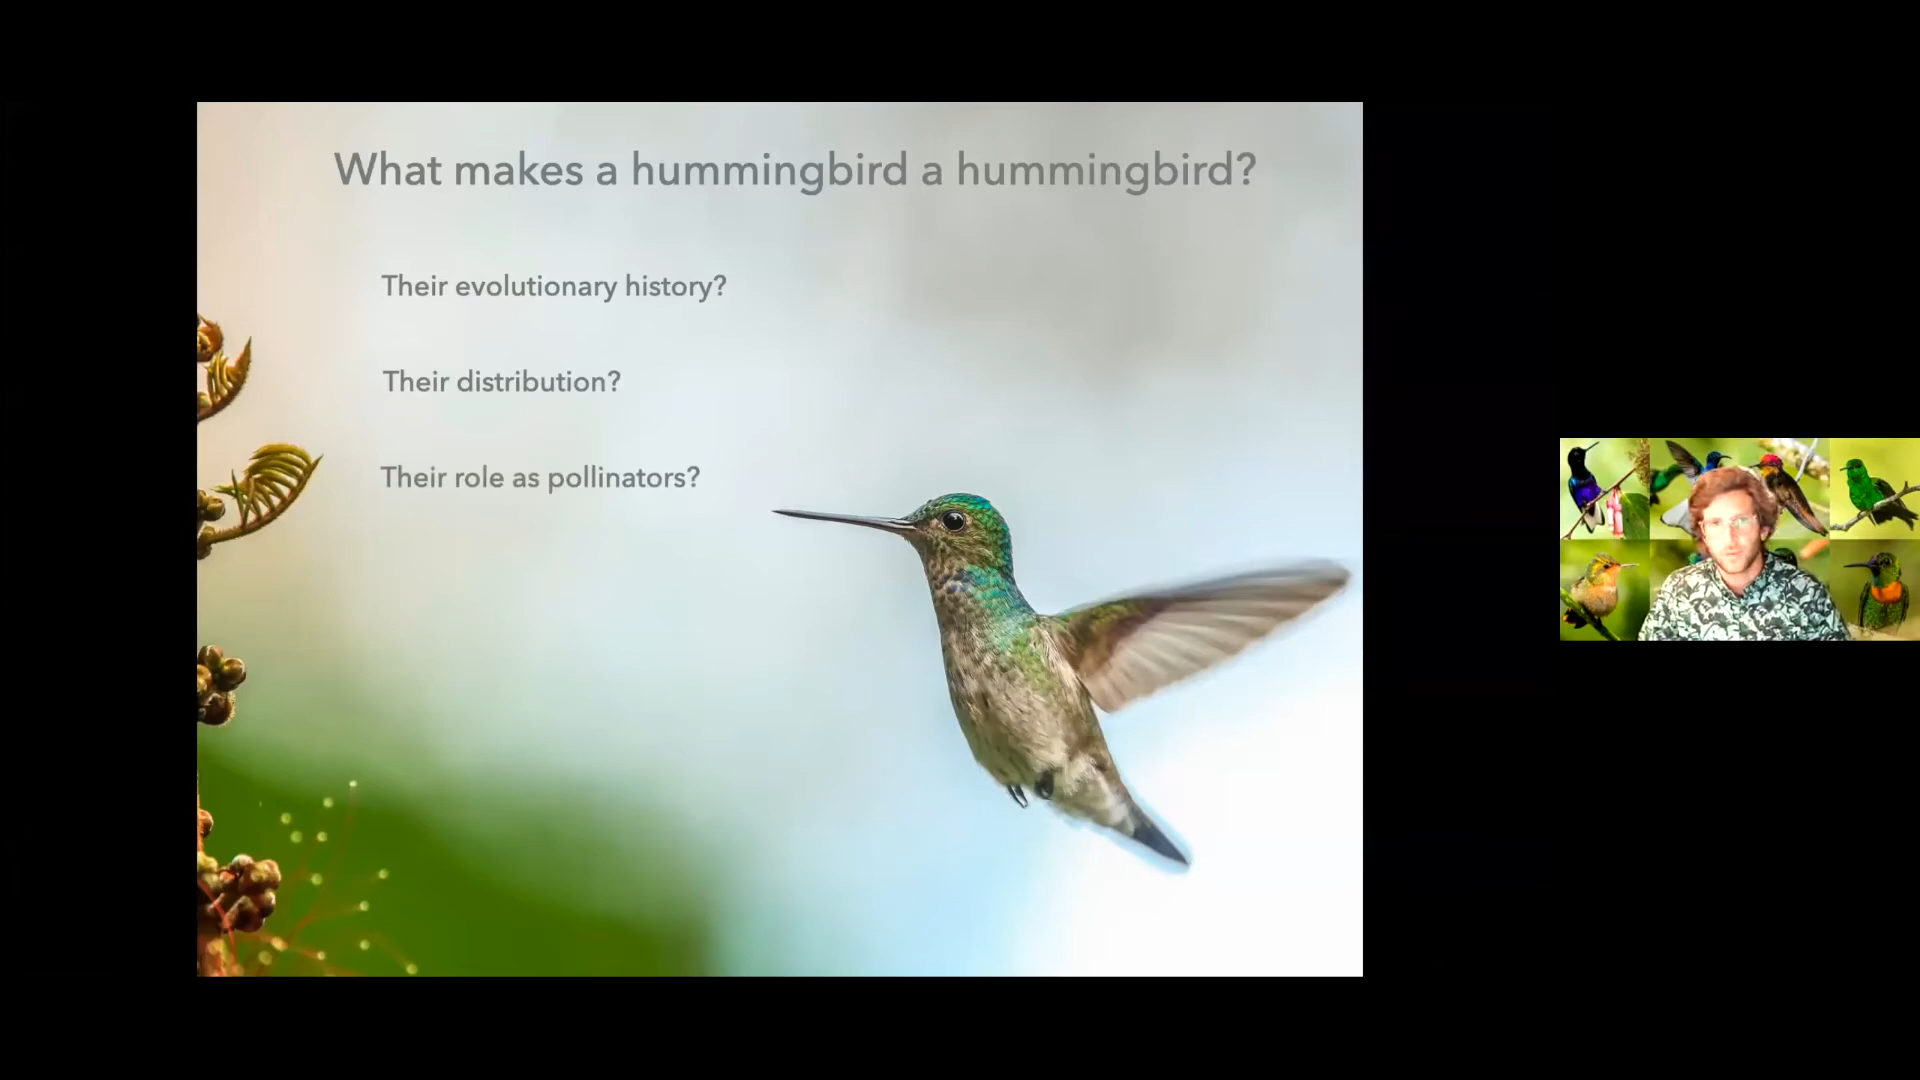 What makes a hummingbird a hummingbird?
Their evolutionary history?
Their distribution?
Their role as pollinators?